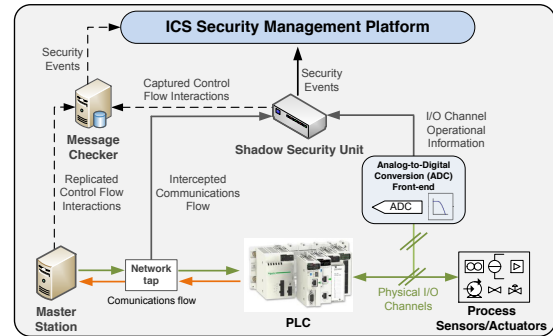 ICS Security Management Platform
Security
Events
Captured Control
Flow Interactions
Security
Events
Message
Checker
Shadow Security Unit
I/O Channel
Operational
Information
Replicated
Control Flow
Interactions
Intercepted
Communications
Flow
Analog-to-Digital
Conversion (ADC)
Front-end
ADC
Network
tap
Master
Station
Comunications flow
PLC
Physical I/O
Channels
Process
Sensors/Actuators